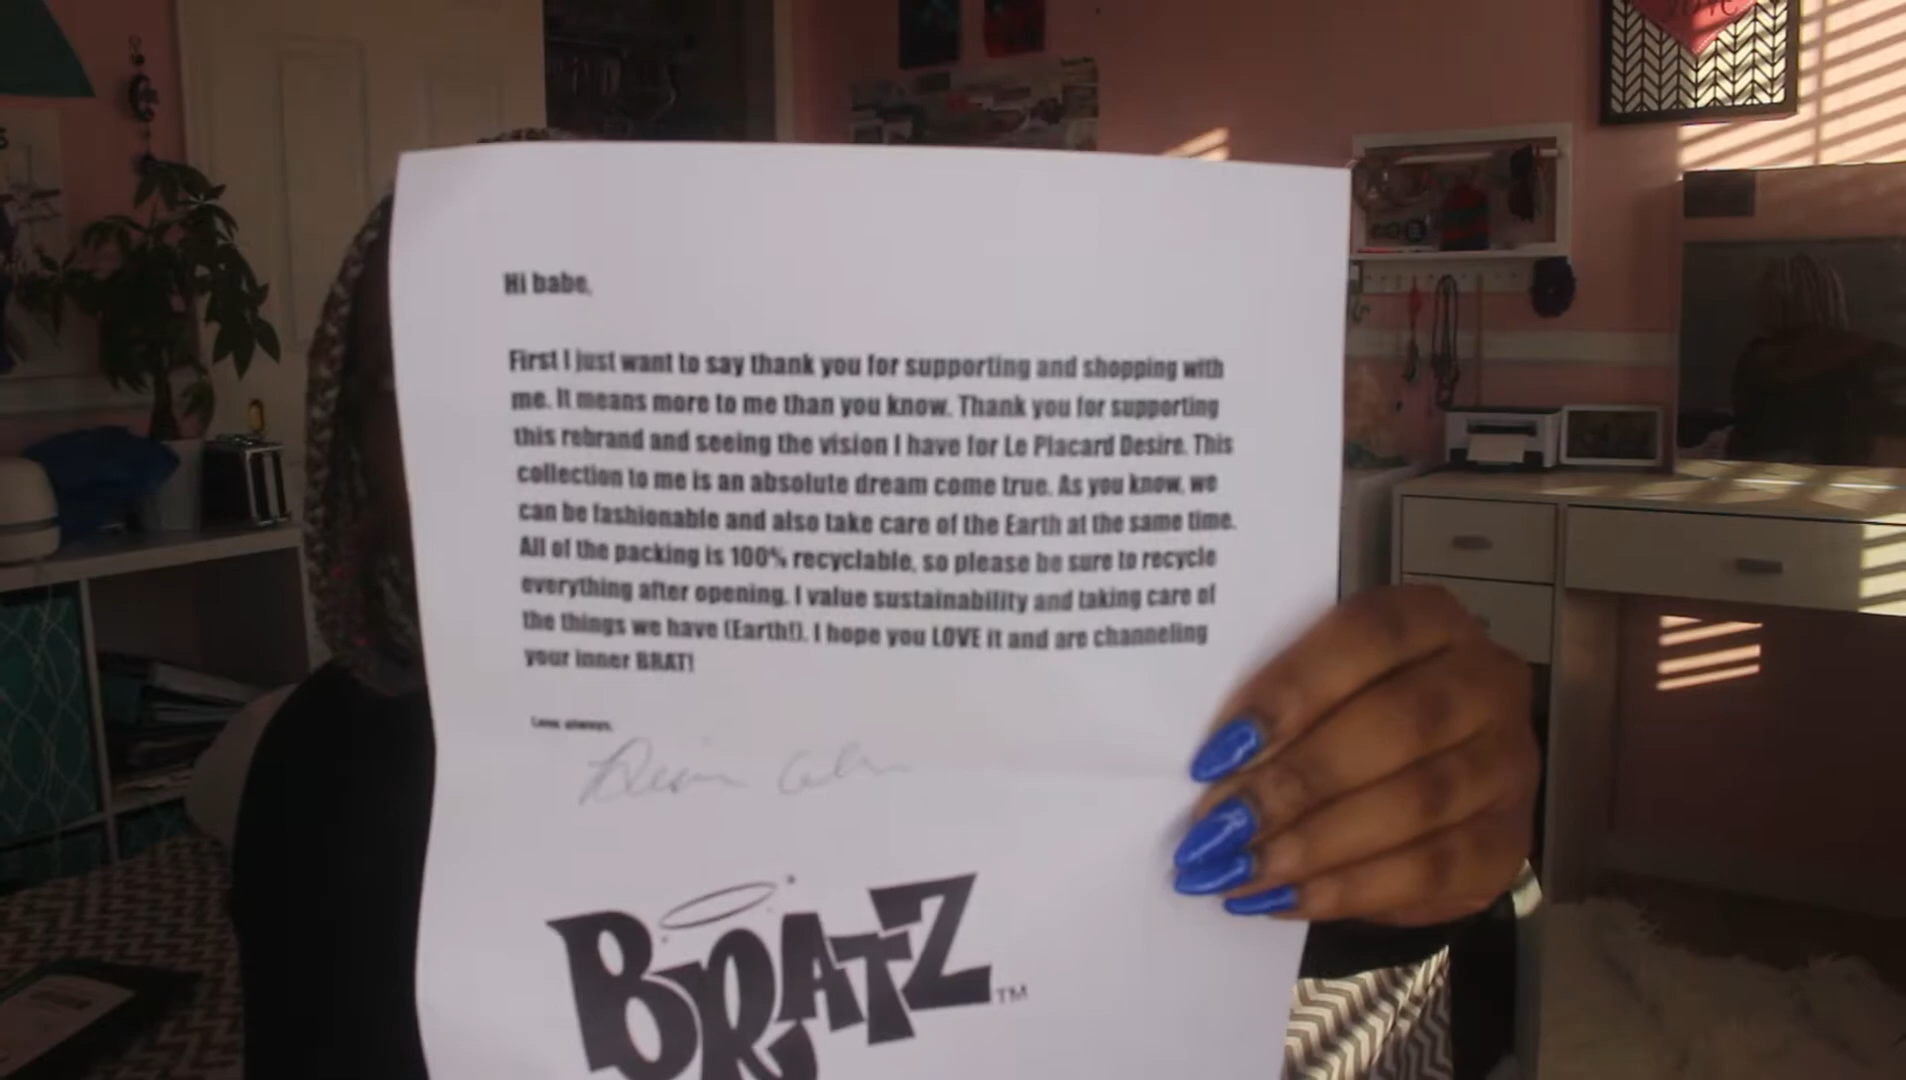 Hi babe,
First I just want to say thank you for supporting and shopping with
me. It means more to me than you know. Thank you for supporting
this rebrand and seeing the vision I have for Le Placard Desire. This
collection to me is an absolute dream come true. As you know, we
can be fashionable and also take care of the Earth at the same time.
All of the packing is 100% recyclable, so please be sure to recycle
everything after opening. I value sustainability and taking care of
the things we have (Earth!). I hope you LOVE it and are channeling
your inner BRAT!
Love always,
BRATZ™